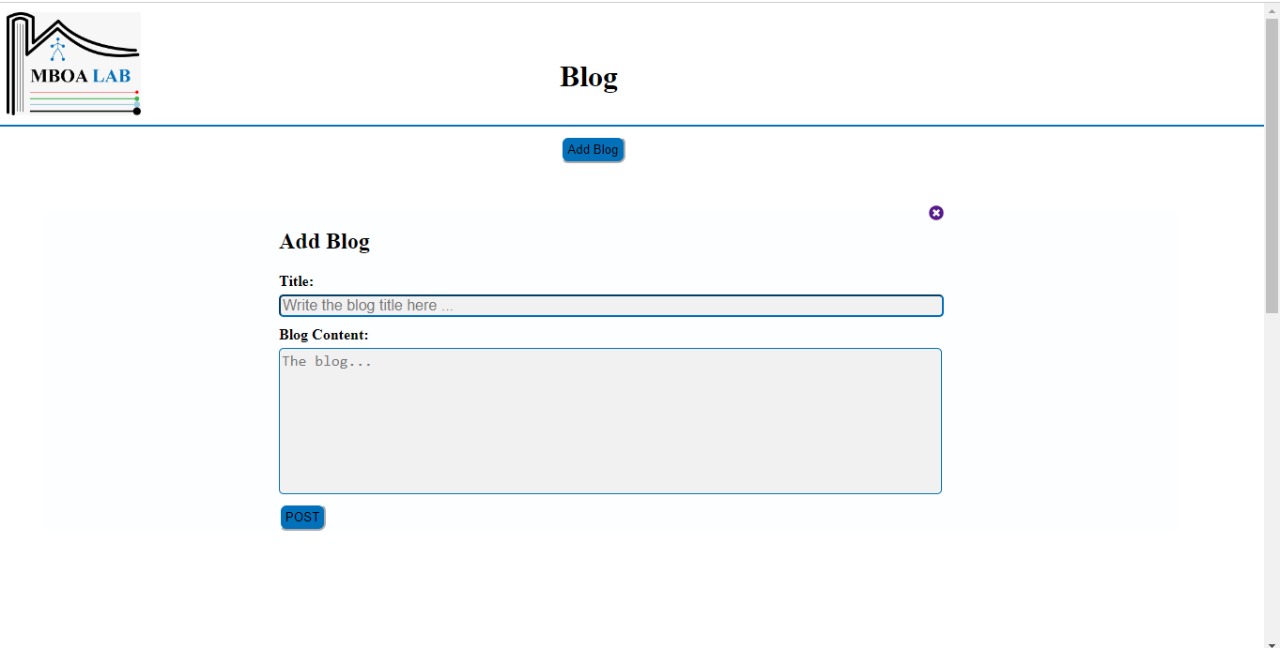 MBOA LAB
Blog
Add Blog
Add Blog
Title:
Write the blog title here ...
Blog Content:
The blog...
POST